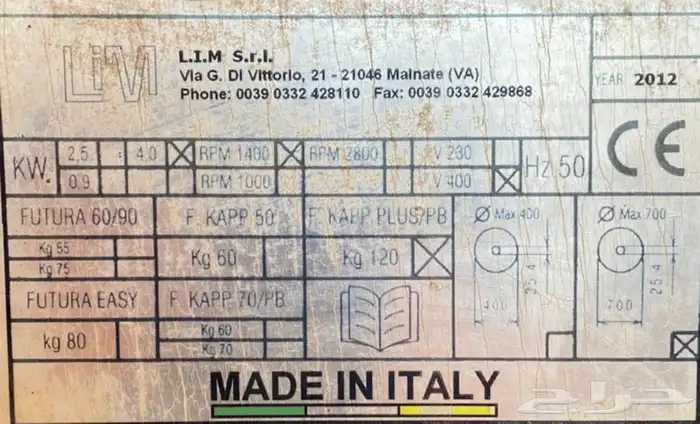 LiM
L.I.M S.r.l.
Via G. Di Vittorio, 21 - 21046 Malnate (VA)
Phone: 0039 0332 428110 Fax: 0039 0332 429868
N°
YEAR 2012
CE
KW. 2,5 4,0 RPM 1400 RPM 2800 V 230 Hz 50
0,9 RPM 1000 V 400
FUTURA 60/90 F. KAPP 50 F. KAPP PLUS/PB Ø Max 400 Ø Max 700
Kg 55
Kg 75
Kg 60 Kg 120
25,4 25,4
400 700
FUTURA EASY F. KAPP 70/PB
kg 80
Kg 60
Kg 70
MADE IN ITALY
حراج